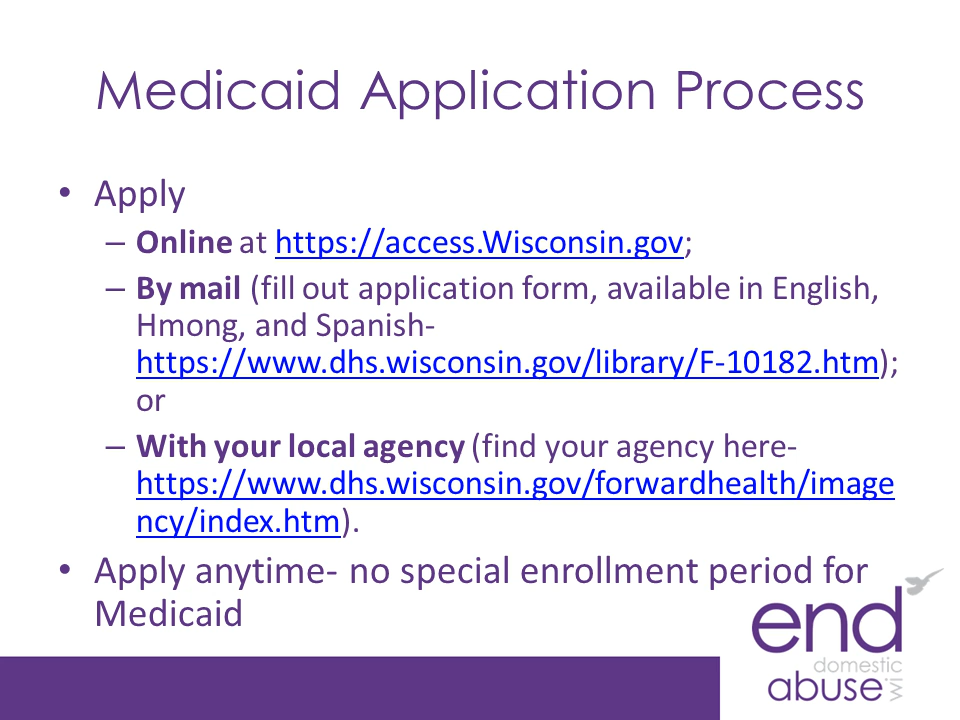 Medicaid Application Process
• Apply
– Online at https://access.Wisconsin.gov;
– By mail (fill out application form, available in English,
Hmong, and Spanish-
https://www.dhs.wisconsin.gov/library/F-10182.htm);
or
– With your local agency (find your agency here-
https://www.dhs.wisconsin.gov/forwardhealth/image
ncy/index.htm).
• Apply anytime- no special enrollment period for
Medicaid
end
domestic
abuse
wi